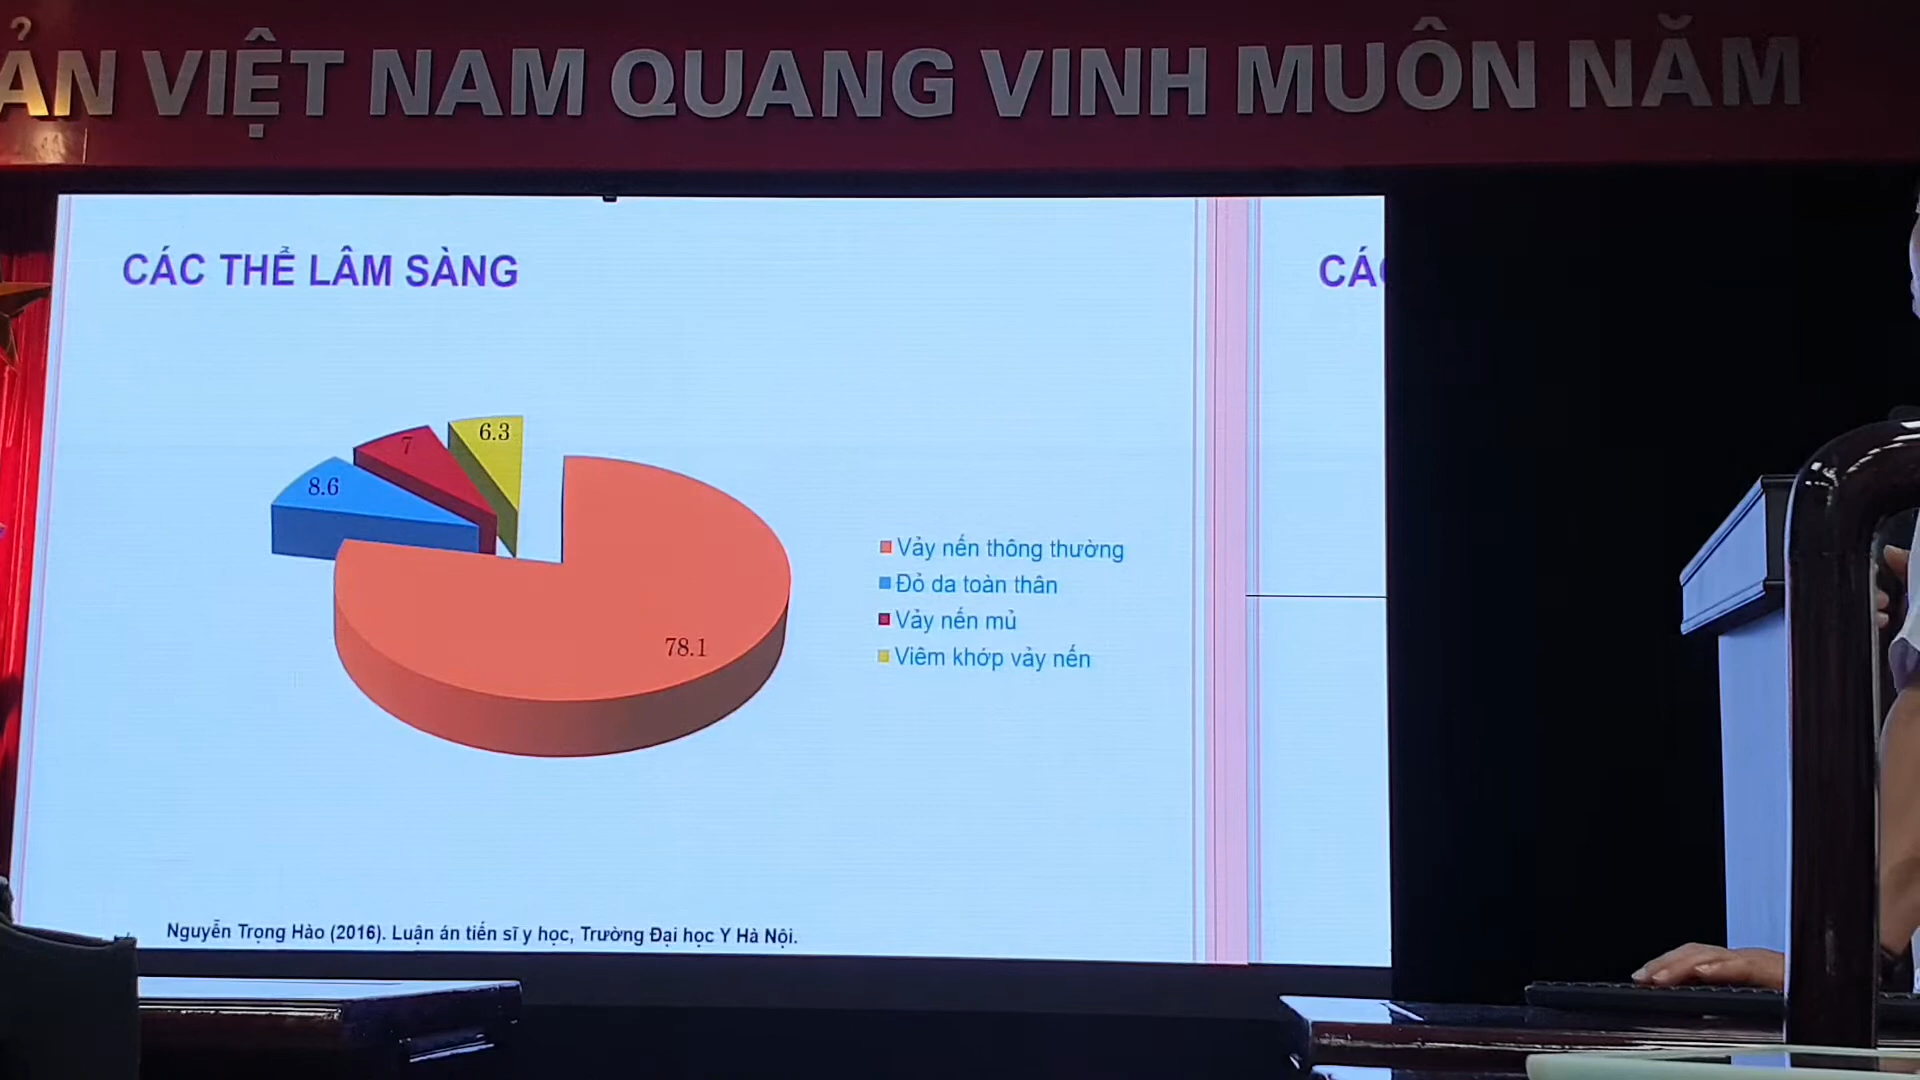 ẢN VIỆT NAM QUANG VINH MUÔN NĂM
CÁC THỂ LÂM SÀNG
CÁC
6.3
7
8.6
78.1
Vảy nến thông thường
Đỏ da toàn thân
Vảy nến mủ
Viêm khớp vảy nến
Nguyễn Trọng Hào (2016). Luận án tiến sĩ y học, Trường Đại học Y Hà Nội.